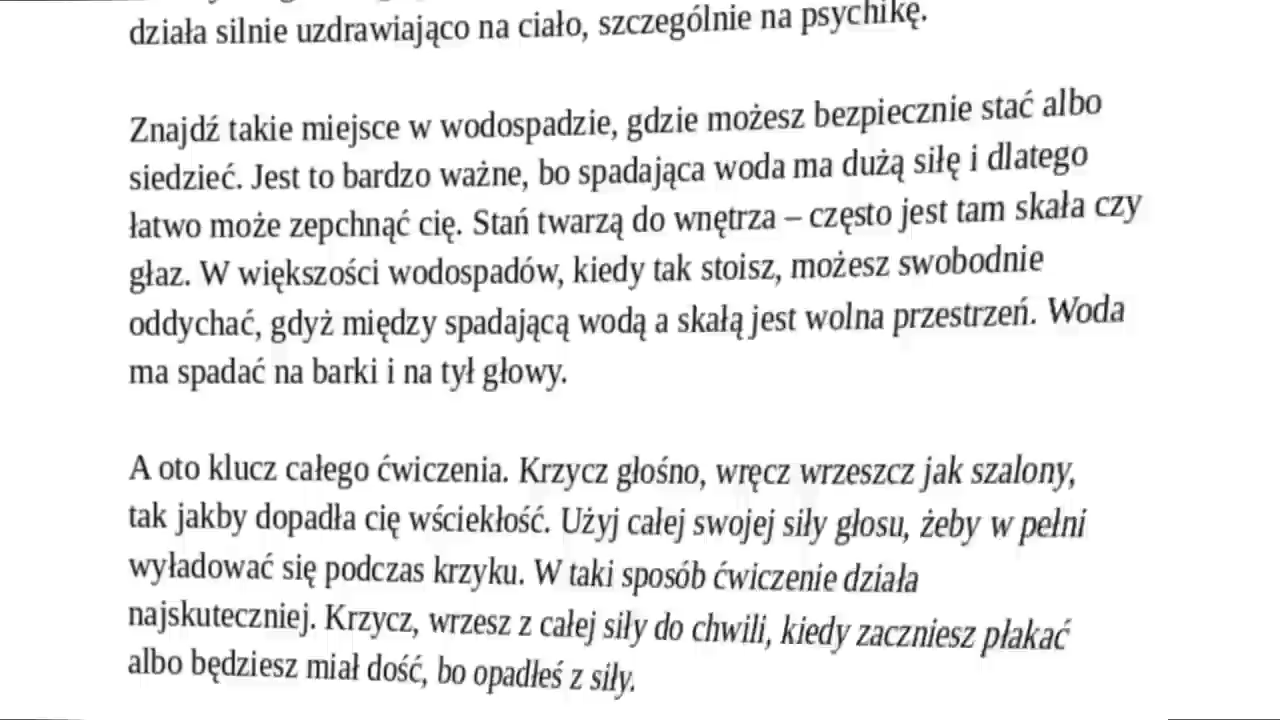 działa silnie uzdrawiająco na ciało, szczególnie na psychikę.
Znajdź takie miejsce w wodospadzie, gdzie możesz bezpiecznie stać albo
siedzieć. Jest to bardzo ważne, bo spadająca woda ma dużą siłę i dlatego
łatwo może zepchnąć cię. Stań twarzą do wnętrza – często jest tam skała czy
głaz. W większości wodospadów, kiedy tak stoisz, możesz swobodnie
oddychać, gdyż między spadającą wodą a skałą jest wolna przestrzeń. Woda
ma spadać na barki i na tył głowy.
A oto klucz całego ćwiczenia. Krzycz głośno, wręcz wrzeszcz jak szalony,
tak jakby dopadła cię wściekłość. Użyj całej swojej siły głosu, żeby w pełni
wyładować się podczas krzyku. W taki sposób ćwiczenie działa
najskuteczniej. Krzycz, wrzesz z całej siły do chwili, kiedy zaczniesz płakać
albo będziesz miał dość, bo opadłeś z siły.